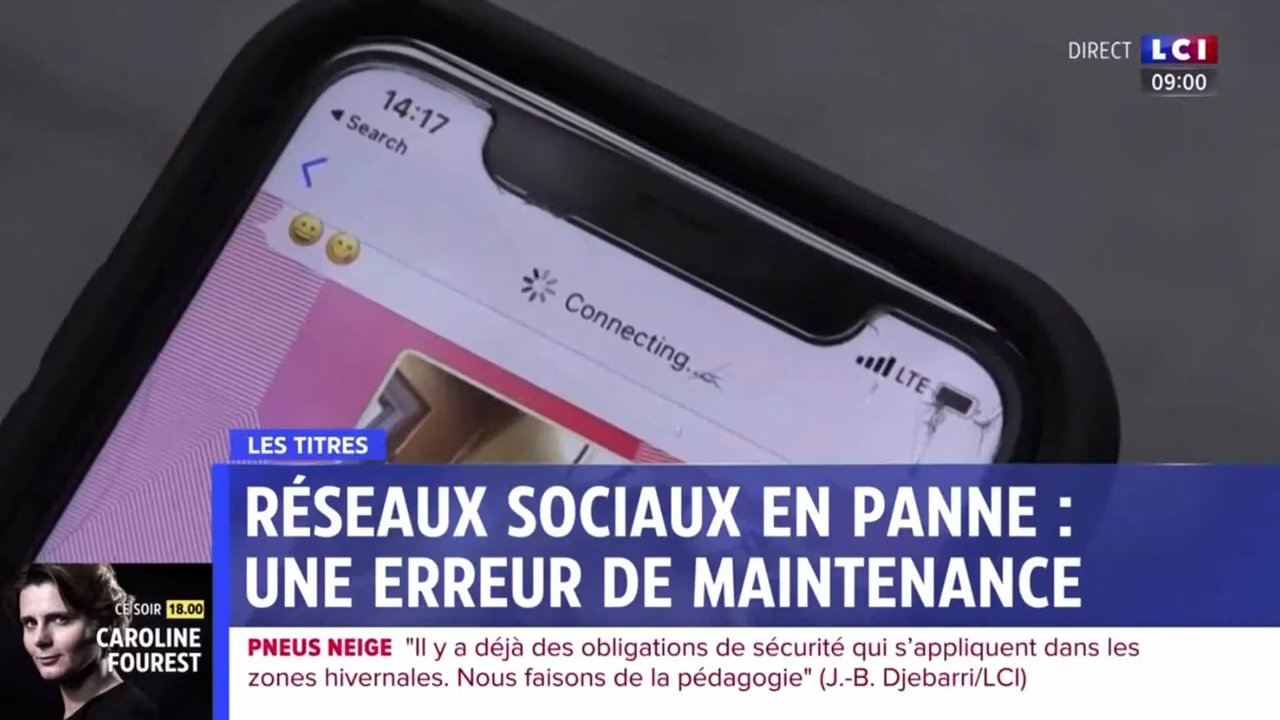 DIRECT LCI
09:00
14:17
Search
Connecting...
LTE
LES TITRES
RÉSEAUX SOCIAUX EN PANNE :
UNE ERREUR DE MAINTENANCE
CE SOIR 18.00
CAROLINE
FOUREST
PNEUS NEIGE "Il y a déjà des obligations de sécurité qui s'appliquent dans les
zones hivernales. Nous faisons de la pédagogie" (J.-B. Djebarri/LCI)